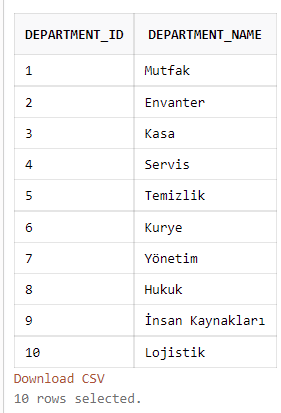 DEPARTMENT_ID DEPARTMENT_NAME
1 Mutfak
2 Envanter
3 Kasa
4 Servis
5 Temizlik
6 Kurye
7 Yönetim
8 Hukuk
9 İnsan Kaynakları
10 Lojistik
Download CSV
10 rows selected.